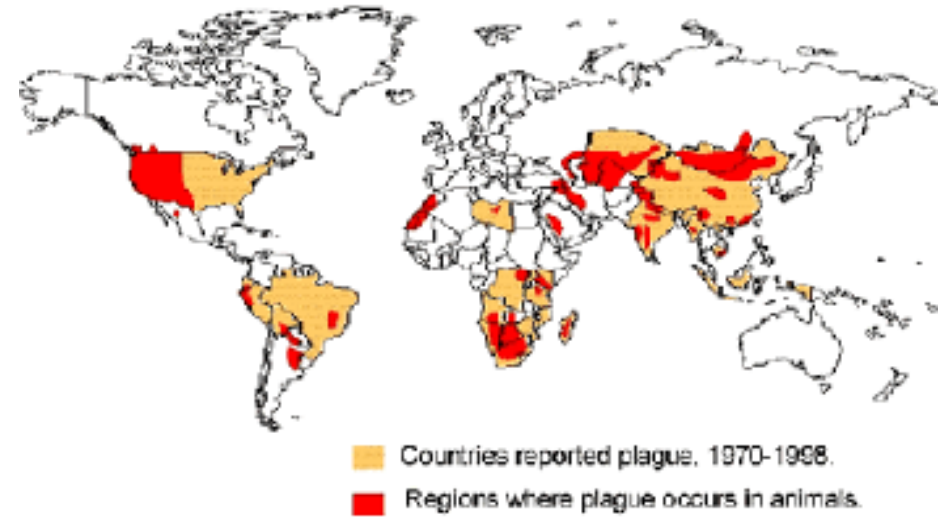 Countries reported plague, 1970-1998.
Regions where plague occurs in animals.